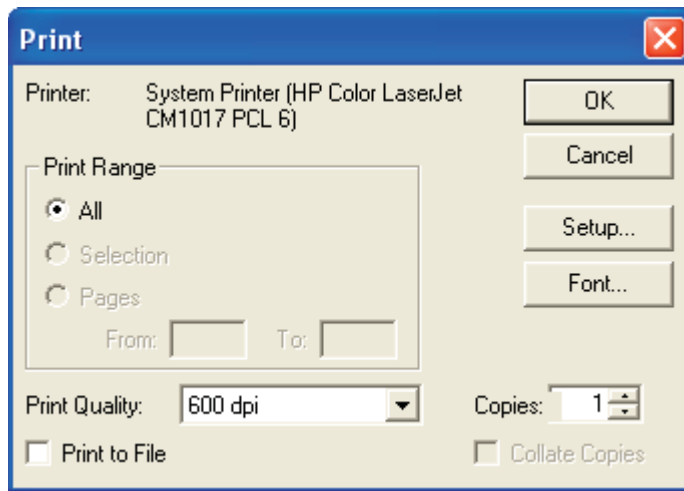 Print
Printer: System Printer (HP Color LaserJet
CM1017 PCL 6)
OK
Cancel
Print Range
All
Setup...
Selection
Font...
Pages
From: To:
Print Quality: 600 dpi Copies: 1
Print to File Collate Copies